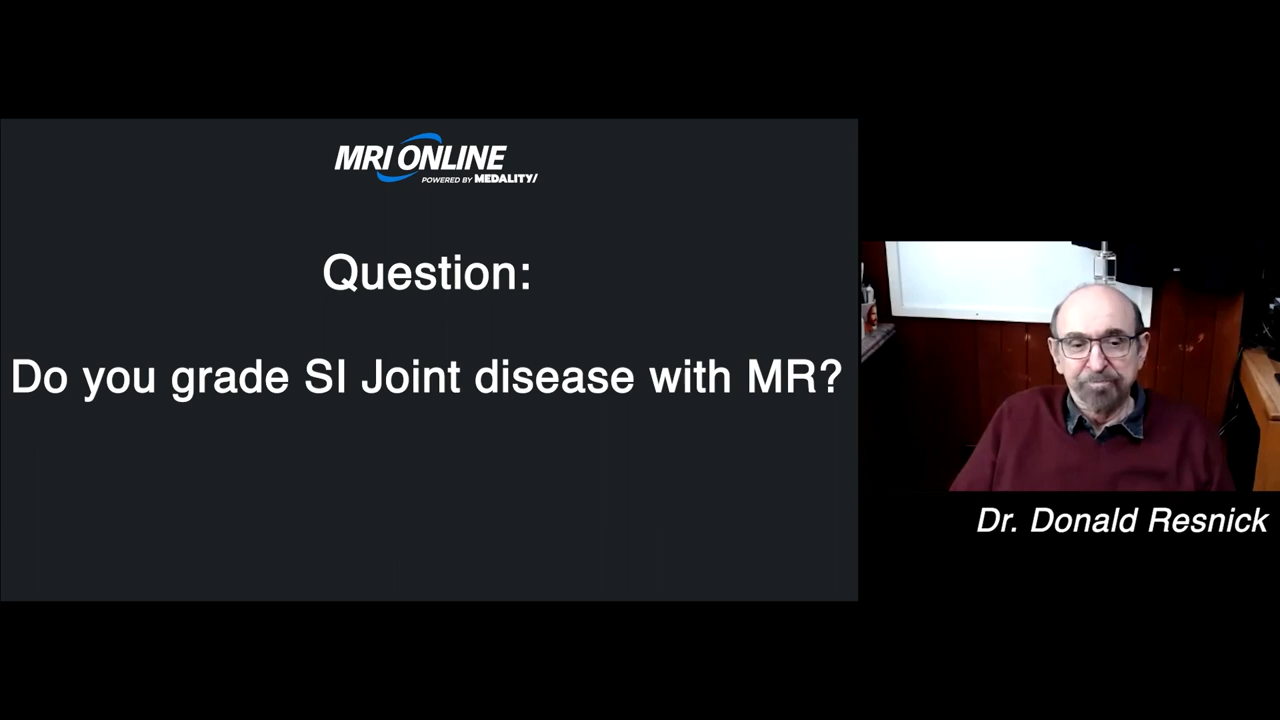 MRI ONLINE
POWERED BY MEDALITY/
Question:
Do you grade SI Joint disease with MR?
Dr. Donald Resnick